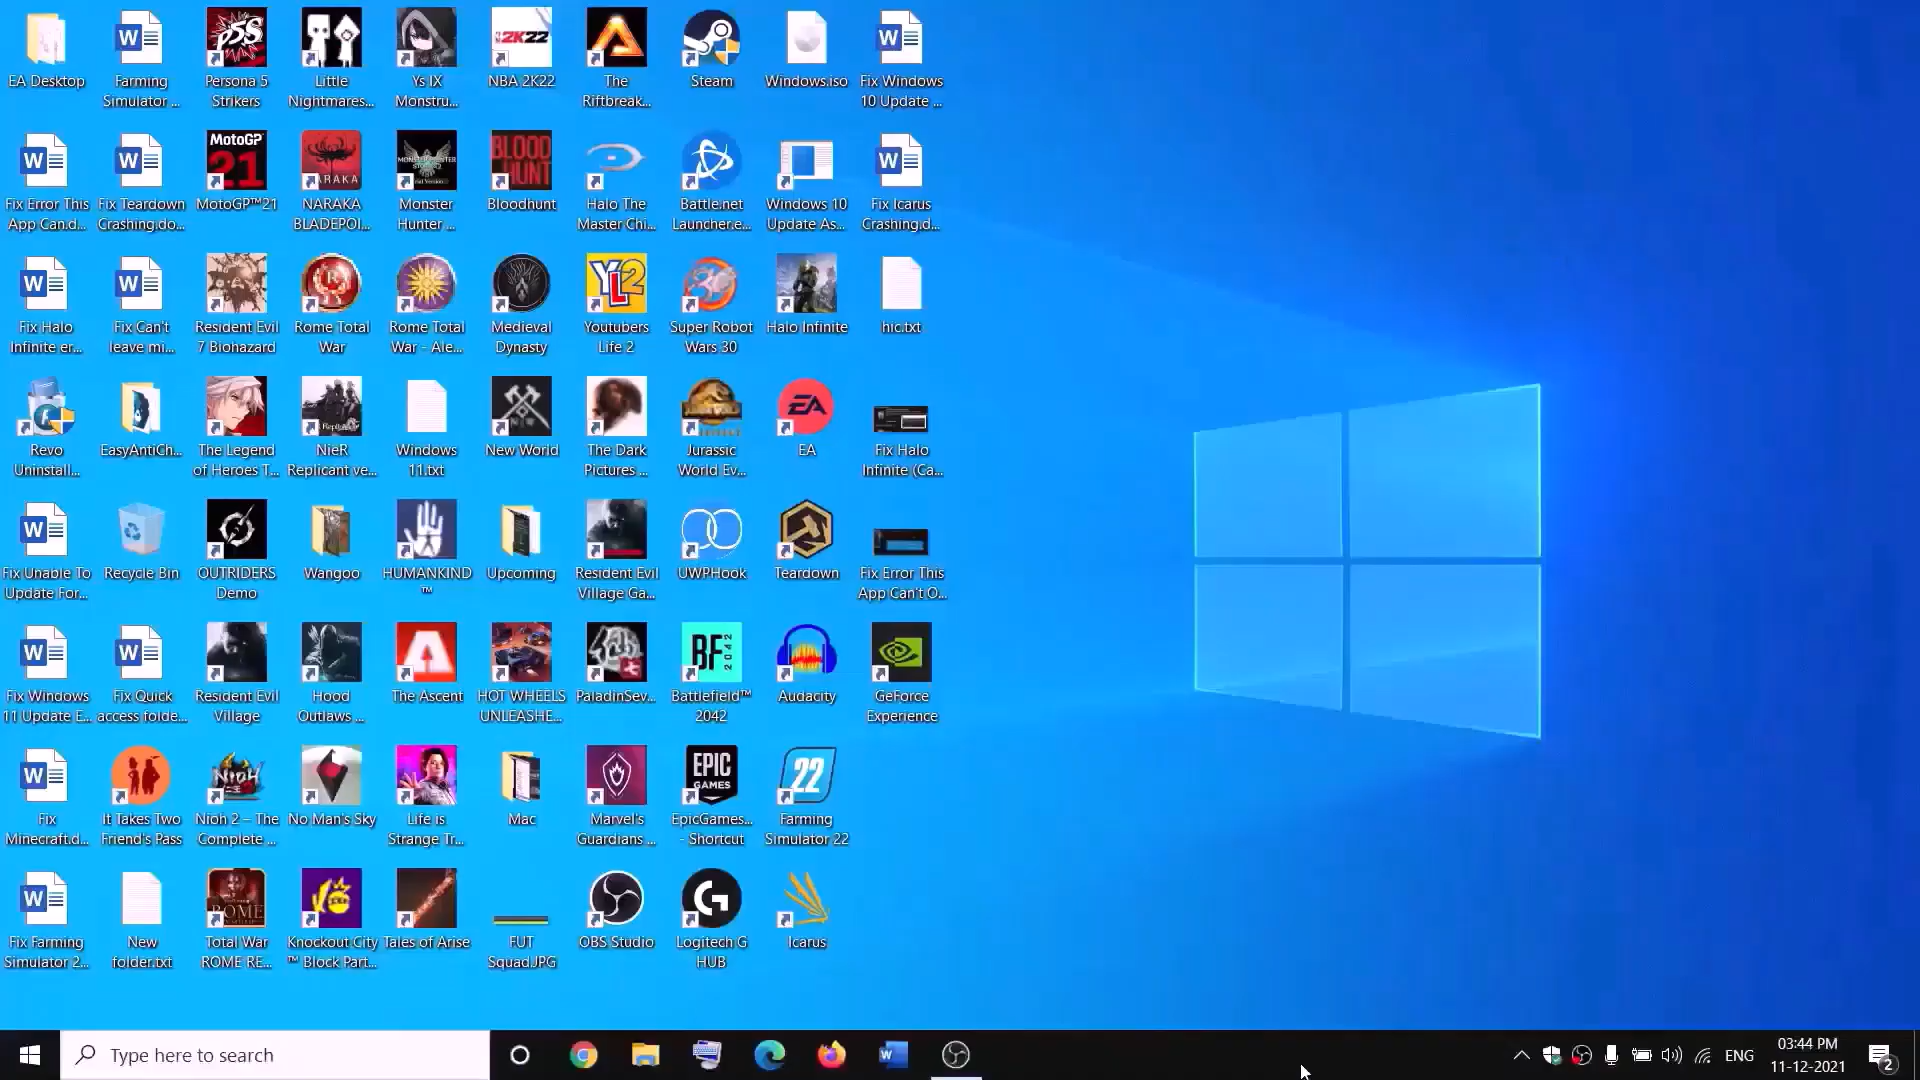 EA Desktop
Farming
Simulator ...
Persona 5
Strikers
Little
Nightmares...
Ys IX
Monstru...
NBA 2K22
The
Riftbreak...
Steam
Windows.iso
Fix Windows
10 Update ...
Fix Error This
App Can.d...
Fix Teardown
Crashing.do...
MotoGP™21
NARAKA
BLADEPOI...
Monster
Hunter ...
Bloodhunt
Halo The
Master Chi...
Battle.net
Launcher.e...
Windows 10
Update As...
Fix Icarus
Crashing.d...
Fix Halo
Infinite er...
Fix Can't
leave mi...
Resident Evil
7 Biohazard
Rome Total
War
Rome Total
War - Ale...
Medieval
Dynasty
Youtubers
Life 2
Super Robot
Wars 30
Halo Infinite
hic.txt
Revo
Uninstall...
EasyAntiCh...
The Legend
of Heroes T...
NieR
Replicant ve...
Windows
11.txt
New World
The Dark
Pictures ...
Jurassic
World Ev...
EA
Fix Halo
Infinite (Ca...
Fix Unable To
Update For...
Recycle Bin
OUTRIDERS
Demo
Wangoo
HUMANKIND
™
Upcoming
Resident Evil
Village Ga...
UWPHook
Teardown
Fix Error This
App Can't O...
Fix Windows
11 Update E...
Fix Quick
access folde...
Resident Evil
Village
Hood
Outlaws ...
The Ascent
HOT WHEELS
UNLEASHE...
PaladinSev...
Battlefield™
2042
Audacity
GeForce
Experience
Fix
Minecraft.d...
It Takes Two
Friend's Pass
Nioh 2 – The
Complete ...
No Man's Sky
Life is
Strange Tr...
Mac
Marvel's
Guardians ...
EpicGames...
- Shortcut
Farming
Simulator 22
Fix Farming
Simulator 2...
New
folder.txt
Total War
ROME RE...
Knockout City
™ Block Part...
Tales of Arise
FUT
Squad.JPG
OBS Studio
Logitech G
HUB
Icarus
Type here to search
ENG
03:44 PM
11-12-2021
2